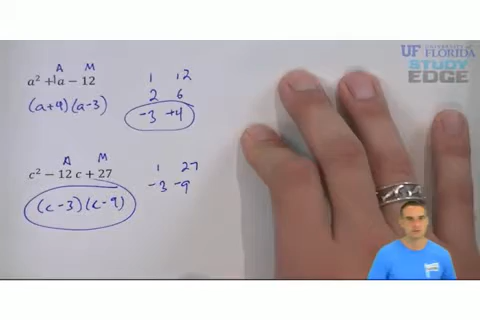 UF UNIVERSITY of FLORIDA
STUDY EDGE
A M
a² + 1a − 12
(a+4)(a-3)
1 12
2 6
-3 +4
A M
c² − 12c + 27
(c-3)(c-9)
1 27
-3 -9